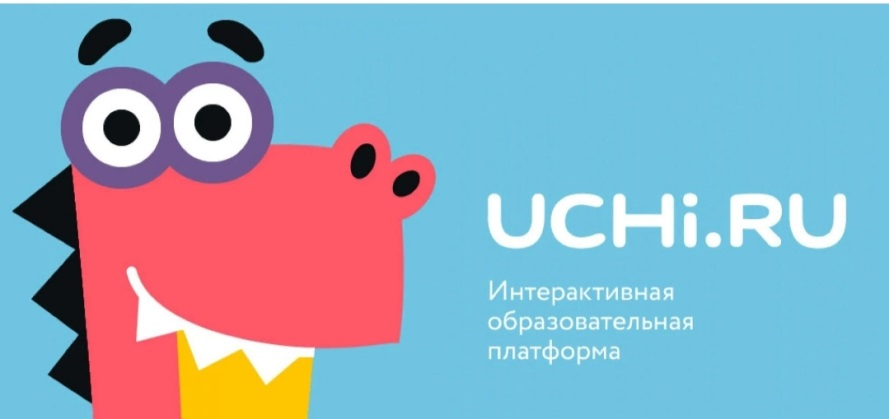 UCHi.RU
Интерактивная
образовательная
платформа